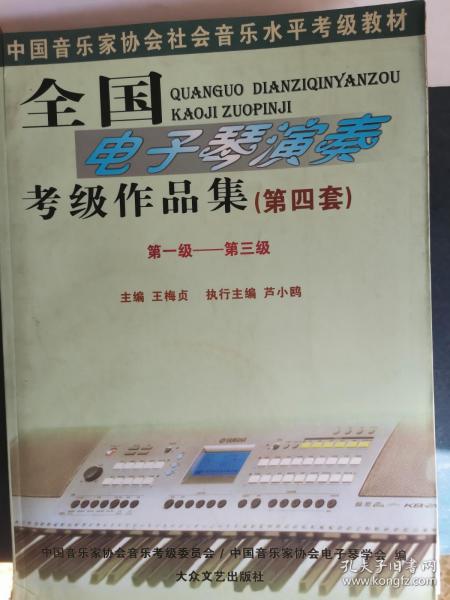 中国音乐家协会社会音乐水平考级教材
全国
QUANGUO DIANZIQINYANZOU
KAOJI ZUOPINJI
电子琴演奏
考级作品集(第四套)
第一级——第三级
主编 王梅贞 执行主编 芦小鸥
YAMAHA
中国音乐家协会音乐考级委员会/中国音乐家协会电子琴学会 编
大众文艺出版社
孔夫子旧书网